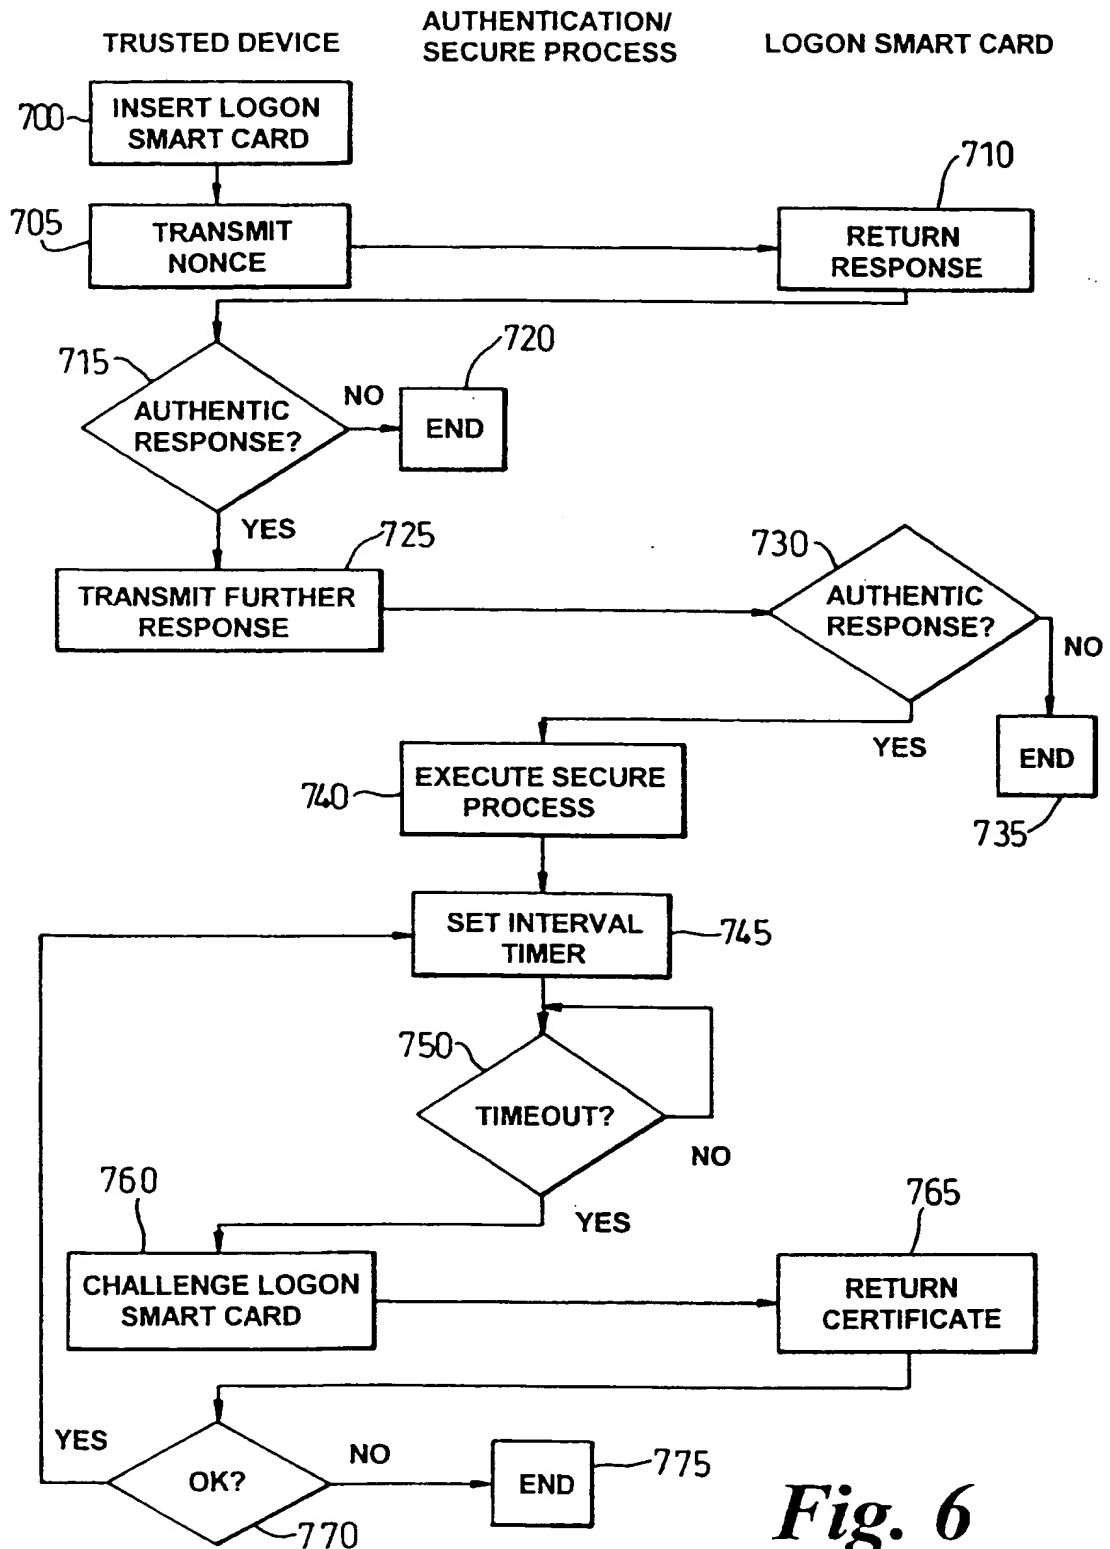 TRUSTED DEVICE
AUTHENTICATION/
SECURE PROCESS
LOGON SMART CARD
700
INSERT LOGON
SMART CARD
705
TRANSMIT
NONCE
710
RETURN
RESPONSE
715
AUTHENTIC
RESPONSE?
NO
720
END
YES
725
TRANSMIT FURTHER
RESPONSE
730
AUTHENTIC
RESPONSE?
NO
YES
END
735
740
EXECUTE SECURE
PROCESS
SET INTERVAL
TIMER
745
750
TIMEOUT?
NO
YES
760
CHALLENGE LOGON
SMART CARD
765
RETURN
CERTIFICATE
YES
OK?
NO
770
END
775
Fig. 6